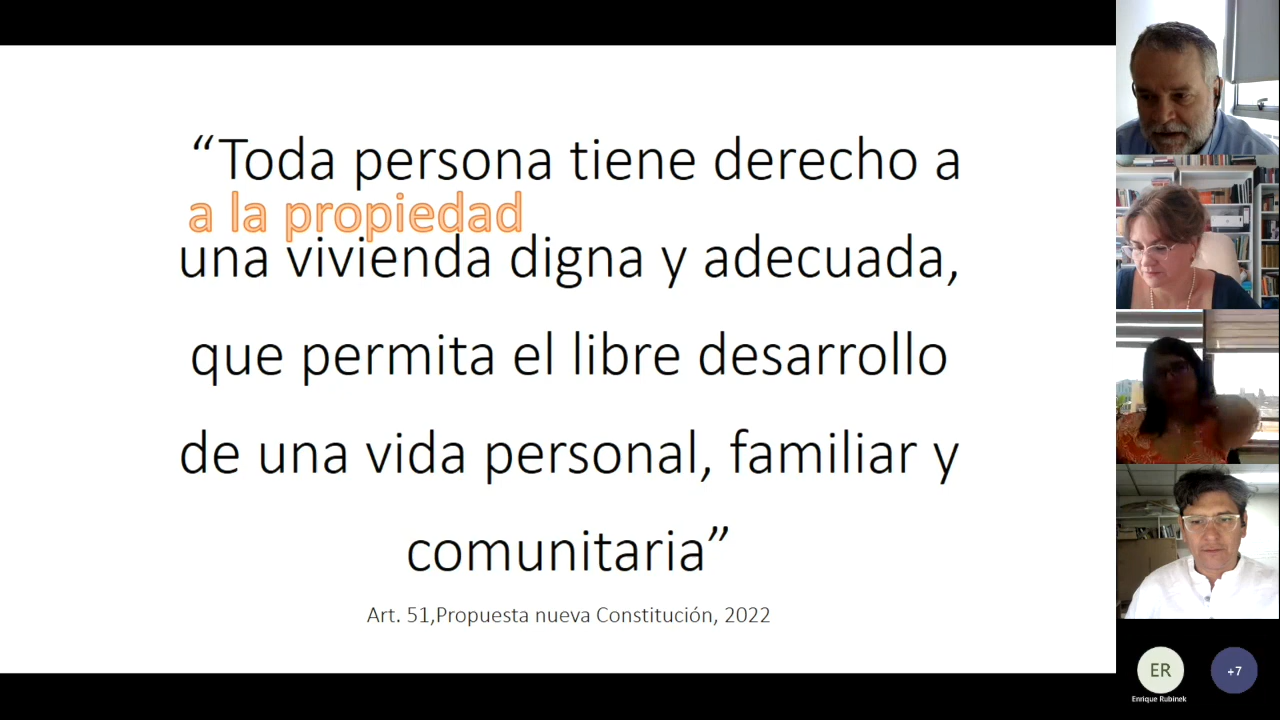 “Toda persona tiene derecho a
a la propiedad
una vivienda digna y adecuada,
que permita el libre desarrollo
de una vida personal, familiar y
comunitaria”
Art. 51,Propuesta nueva Constitución, 2022
ER
+7
Enrique Rubinek